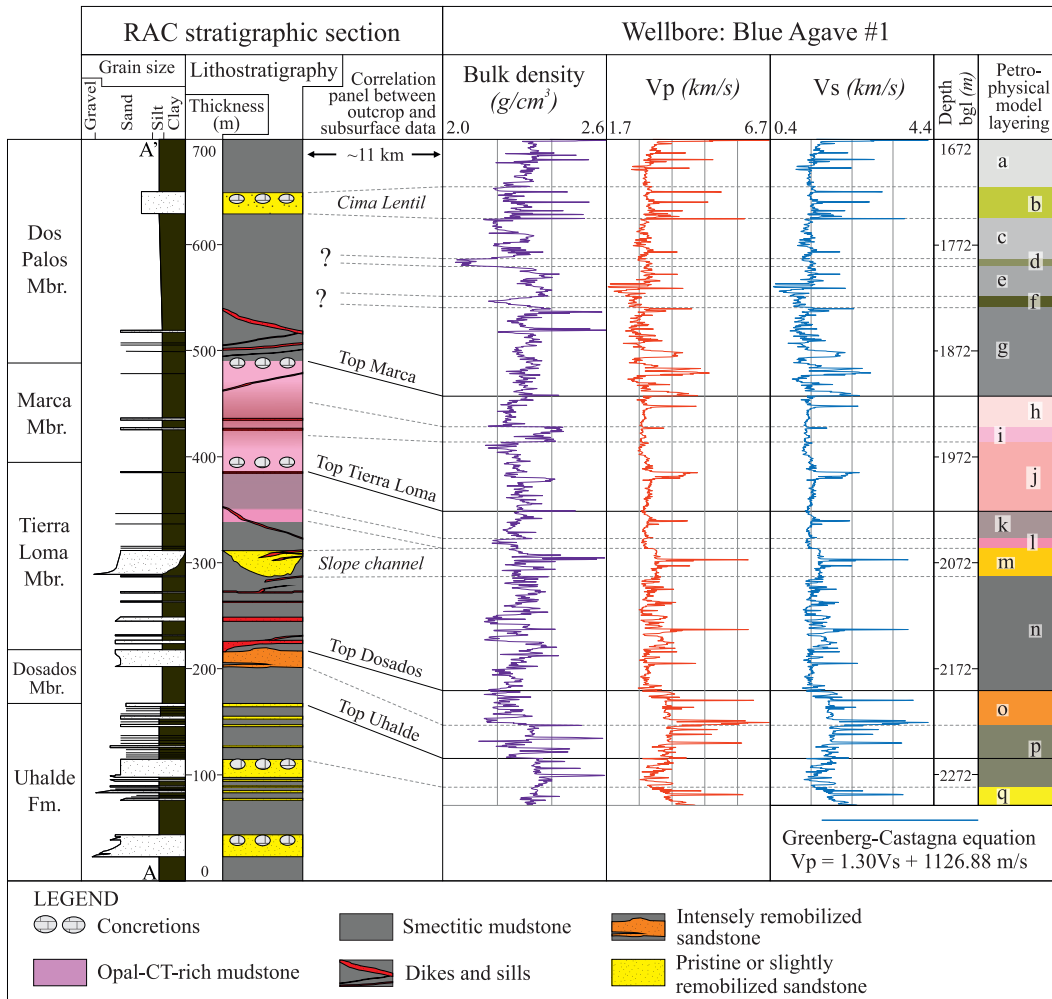 RAC stratigraphic section
Wellbore: Blue Agave #1
Grain size
Gravel
Sand
Silt
Clay
Lithostratigraphy
Thickness
(m)
Correlation
panel between
outcrop and
subsurface data
Bulk density
(g/cm³)
2.0
2.6
Vp (km/s)
1.7
6.7
Vs (km/s)
0.4
4.4
Depth
bgl (m)
Petro-
physical
model
layering
A'
700
~11 km
1672
a
Cima Lentil
b
Dos
Palos
Mbr.
600
?
?
1772
c
d
e
f
500
Top Marca
1872
g
Marca
Mbr.
400
Top Tierra Loma
1972
h
i
j
Tierra
Loma
Mbr.
300
Slope channel
2072
k
l
m
n
Dosados
Mbr.
200
Top Dosados
2172
o
Top Uhalde
p
Uhalde
Fm.
100
2272
q
A
0
Greenberg-Castagna equation
Vp = 1.30Vs + 1126.88 m/s
LEGEND
Concretions
Smectitic mudstone
Intensely remobilized
sandstone
Opal-CT-rich mudstone
Dikes and sills
Pristine or slightly
remobilized sandstone